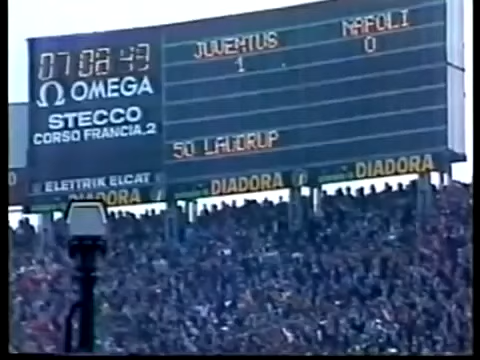 07 08 49
JUVENTUS
NAPOLI
1
0
Ω OMEGA
STECCO
CORSO FRANCIA.2
50 LAUDRUP
ELETTRIK ELCAT
DIADORA
DIADORA
DIADORA